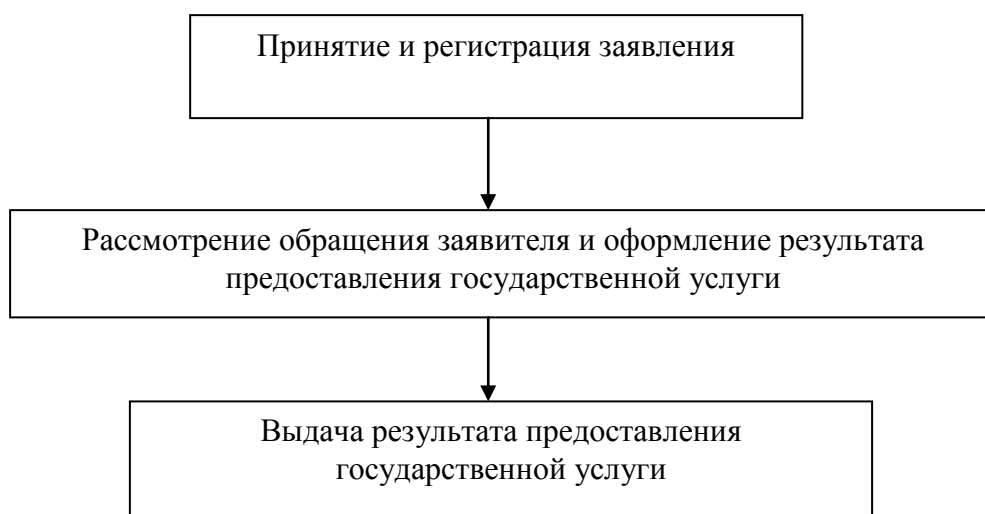 Принятие и регистрация заявления
Рассмотрение обращения заявителя и оформление результата
предоставления государственной услуги
Выдача результата предоставления
государственной услуги